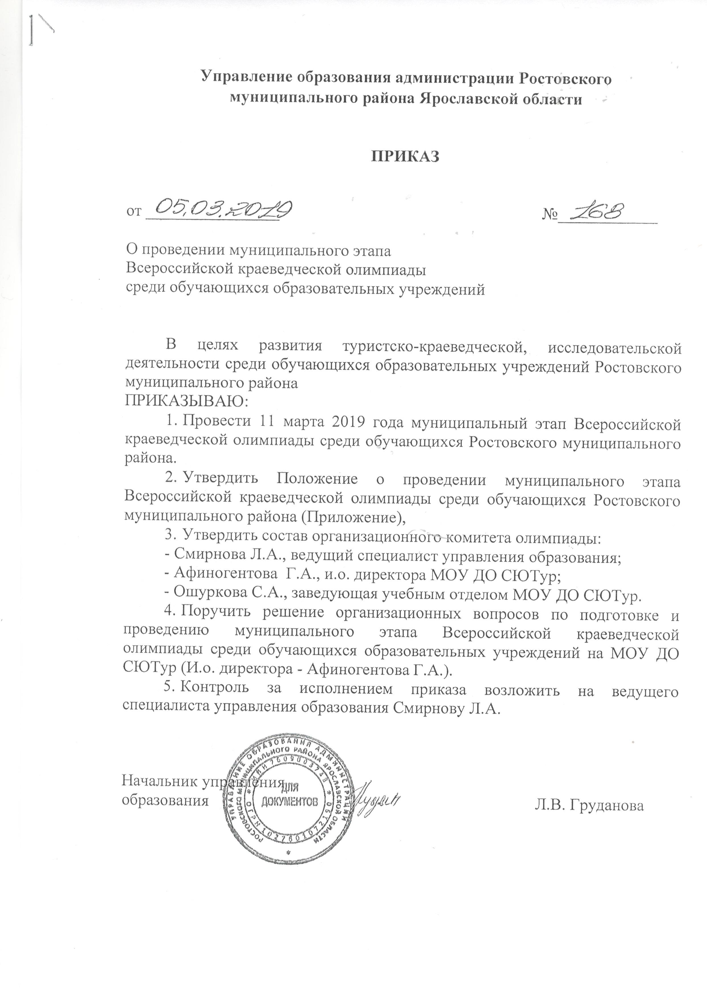 Управление образования администрации Ростовского
муниципального района Ярославской области
ПРИКАЗ
от 05.03.2019 № 168
О проведении муниципального этапа
Всероссийской краеведческой олимпиады
среди обучающихся образовательных учреждений
В целях развития туристско-краеведческой, исследовательской
деятельности среди обучающихся образовательных учреждений Ростовского
муниципального района
ПРИКАЗЫВАЮ:
1. Провести 11 марта 2019 года муниципальный этап Всероссийской
краеведческой олимпиады среди обучающихся Ростовского муниципального
района.
2. Утвердить Положение о проведении муниципального этапа
Всероссийской краеведческой олимпиады среди обучающихся Ростовского
муниципального района (Приложение),
3. Утвердить состав организационного комитета олимпиады:
- Смирнова Л.А., ведущий специалист управления образования;
- Афиногентова Г.А., и.о. директора МОУ ДО СЮТур;
- Ошуркова С.А., заведующая учебным отделом МОУ ДО СЮТур.
4. Поручить решение организационных вопросов по подготовке и
проведению муниципального этапа Всероссийской краеведческой
олимпиады среди обучающихся образовательных учреждений на МОУ ДО
СЮТур (И.о. директора - Афиногентова Г.А.).
5. Контроль за исполнением приказа возложить на ведущего
специалиста управления образования Смирнову Л.А.
Начальник управления
образования Л.В. Груданова
УПРАВЛЕНИЕ ОБРАЗОВАНИЯ АДМИНИСТРАЦИИ
РОСТОВСКОГО МУНИЦИПАЛЬНОГО РАЙОНА ЯРОСЛАВСКОЙ ОБЛАСТИ
* ИНН 7609003748 *
ОГРН 1027601072190
ДЛЯ
ДОКУМЕНТОВ